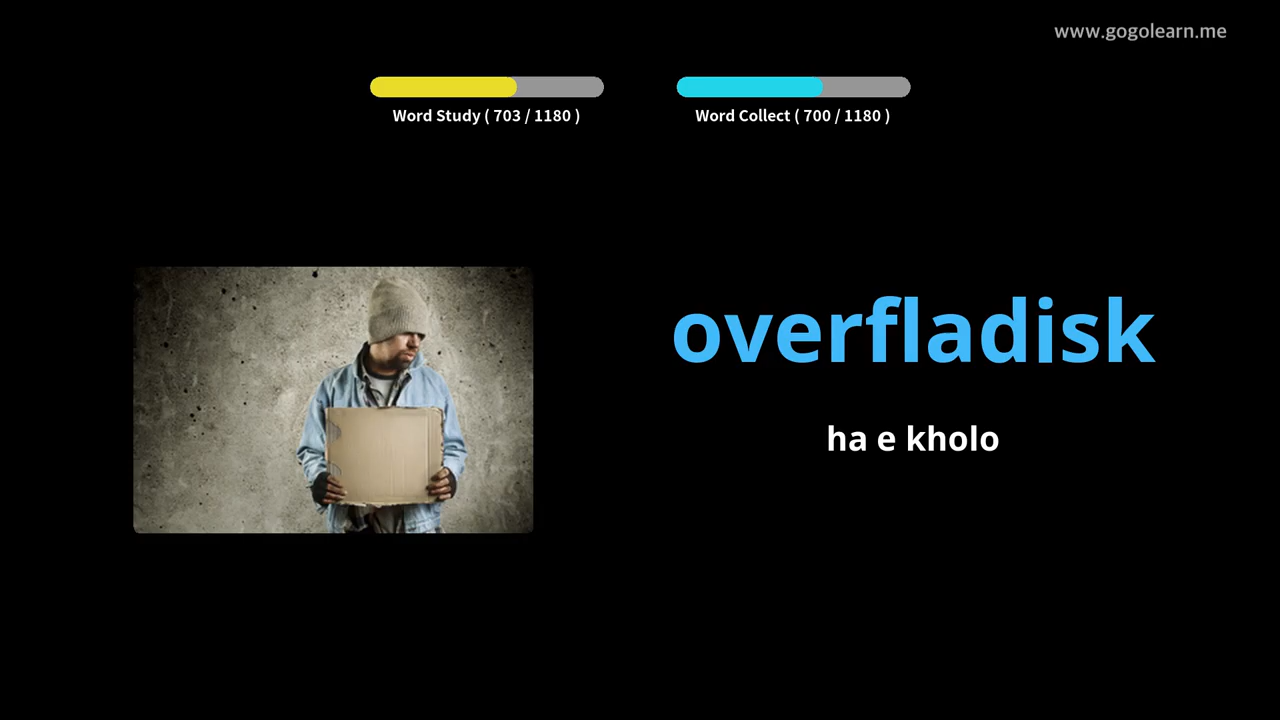 www.gogolearn.me
Word Study ( 703 / 1180 )
Word Collect ( 700 / 1180 )
overfladisk
ha e kholo